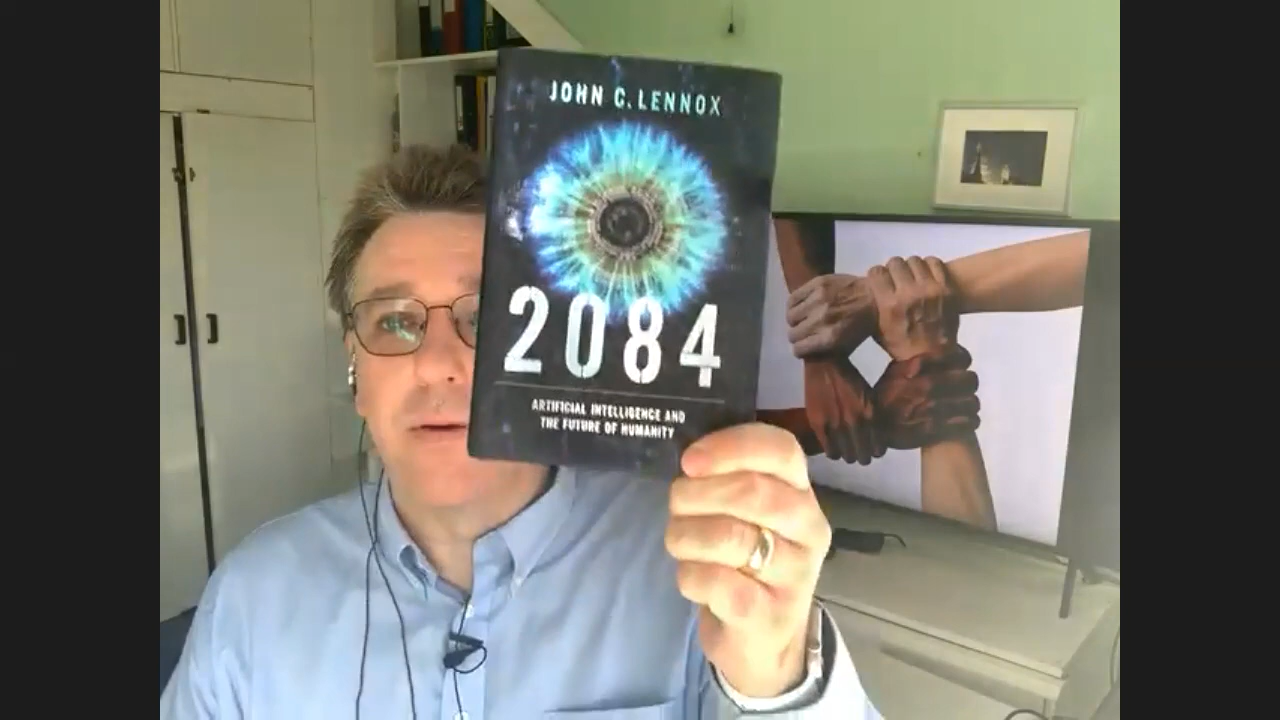 JOHN C. LENNOX
2084
ARTIFICIAL INTELLIGENCE AND
THE FUTURE OF HUMANITY